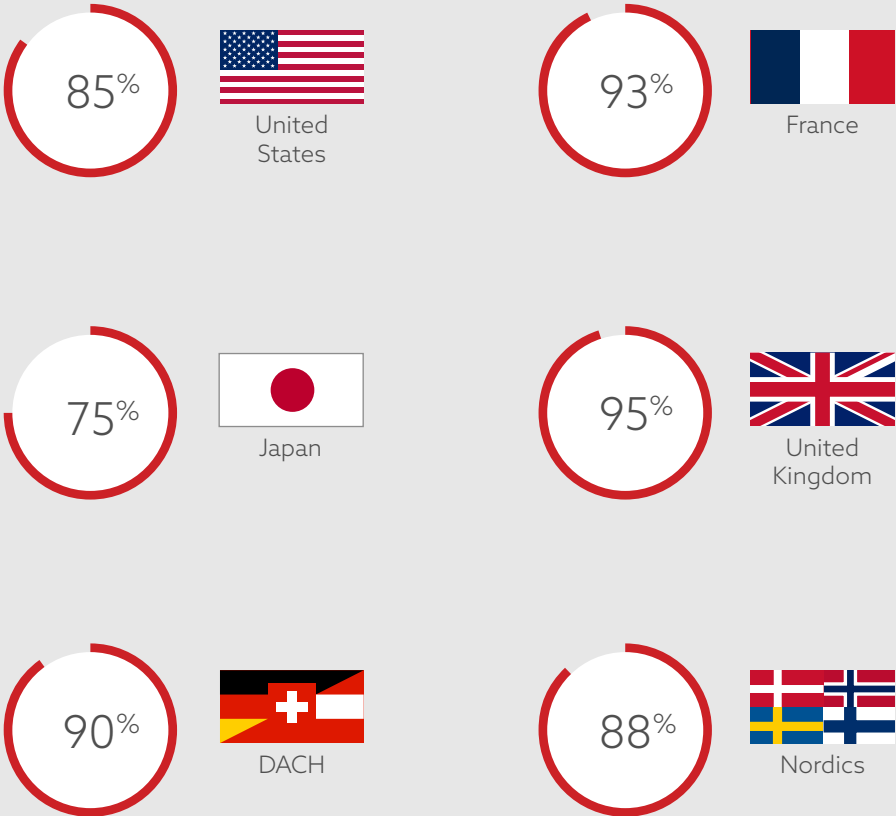 85%
United
States
93%
France
75%
Japan
95%
United
Kingdom
90%
DACH
88%
Nordics